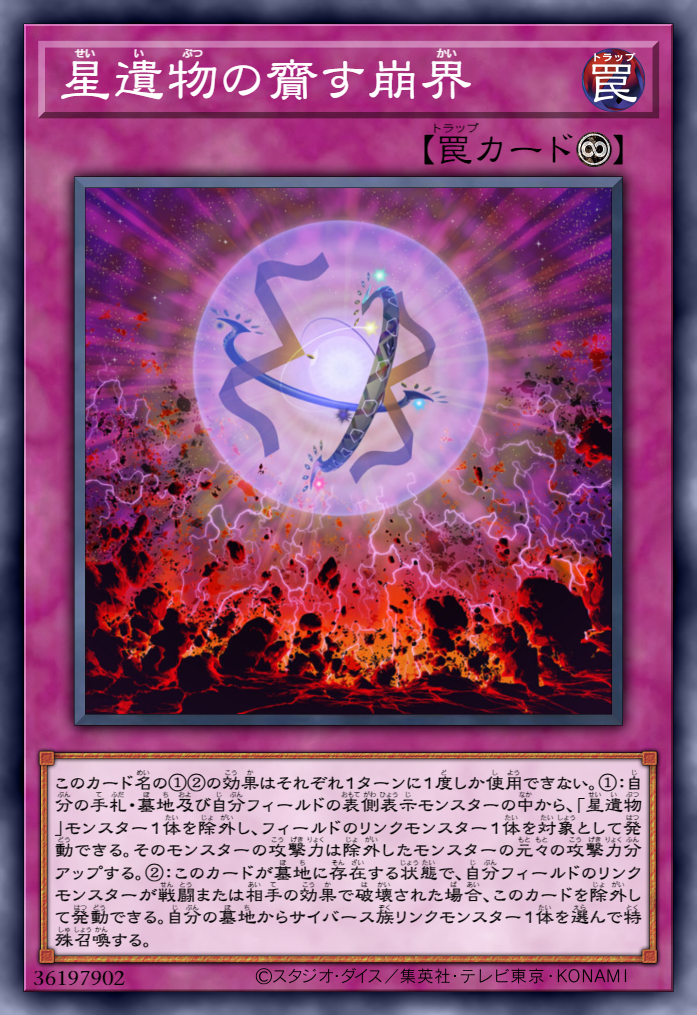 星遺物の齎す崩界
罠
【罠カード】
このカード名の①②の効果はそれぞれ1ターンに1度しか使用できない。①:自
分の手札・墓地及び自分フィールドの表側表示モンスターの中から、「星遺物
」モンスター1体を除外し、フィールドのリンクモンスター1体を対象として発
動できる。そのモンスターの攻撃力は除外したモンスターの元々の攻撃力分
アップする。②:このカードが墓地に存在する状態で、自分フィールドのリンク
モンスターが戦闘または相手の効果で破壊された場合、このカードを除外し
て発動できる。自分の墓地からサイバース族リンクモンスター1体を選んで特
殊召喚する。
36197902
©スタジオ・ダイス/集英社・テレビ東京・KONAMI